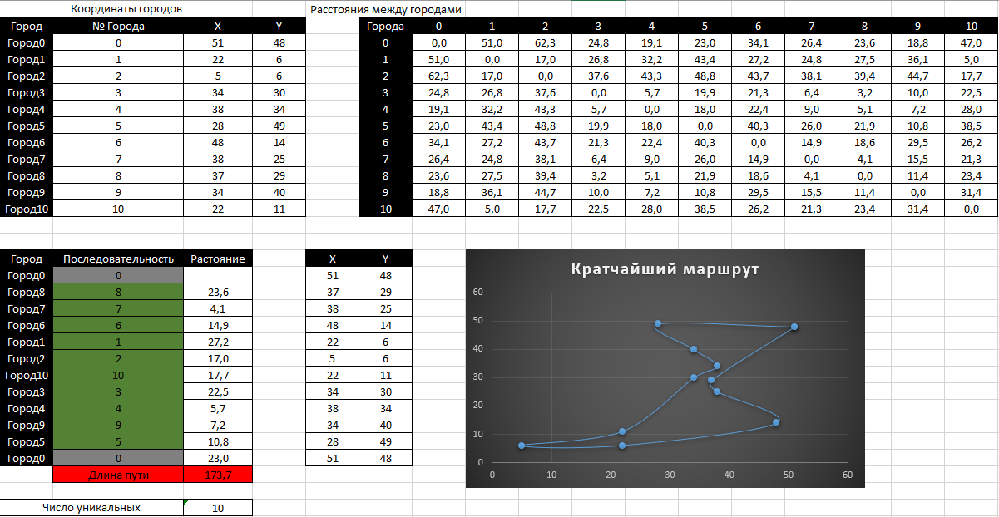 Координаты городов
Расстояния между городами
Город № Города X Y
Города 0 1 2 3 4 5 6 7 8 9 10
Город0 0 51 48
0 0,0 51,0 62,3 24,8 19,1 23,0 34,1 26,4 23,6 18,8 47,0
Город1 1 22 6
1 51,0 0,0 17,0 26,8 32,2 43,4 27,2 24,8 27,5 36,1 5,0
Город2 2 5 6
2 62,3 17,0 0,0 37,6 43,3 48,8 43,7 38,1 39,4 44,7 17,7
Город3 3 34 30
3 24,8 26,8 37,6 0,0 5,7 19,9 21,3 6,4 3,2 10,0 22,5
Город4 4 38 34
4 19,1 32,2 43,3 5,7 0,0 18,0 22,4 9,0 5,1 7,2 28,0
Город5 5 28 49
5 23,0 43,4 48,8 19,9 18,0 0,0 40,3 26,0 21,9 10,8 38,5
Город6 6 48 14
6 34,1 27,2 43,7 21,3 22,4 40,3 0,0 14,9 18,6 29,5 26,2
Город7 7 38 25
7 26,4 24,8 38,1 6,4 9,0 26,0 14,9 0,0 4,1 15,5 21,3
Город8 8 37 29
8 23,6 27,5 39,4 3,2 5,1 21,9 18,6 4,1 0,0 11,4 23,4
Город9 9 34 40
9 18,8 36,1 44,7 10,0 7,2 10,8 29,5 15,5 11,4 0,0 31,4
Город10 10 22 11
10 47,0 5,0 17,7 22,5 28,0 38,5 26,2 21,3 23,4 31,4 0,0
Город Последовательность Растояние
Город0 0
Город8 8 23,6
Город7 7 4,1
Город6 6 14,9
Город1 1 27,2
Город2 2 17,0
Город10 10 17,7
Город3 3 22,5
Город4 4 5,7
Город9 9 7,2
Город5 5 10,8
Город0 0 23,0
Длина пути 173,7
Число уникальных 10
X Y
51 48
37 29
38 25
48 14
22 6
5 6
22 11
34 30
38 34
34 40
28 49
51 48
Кратчайший маршрут
60
50
40
30
20
10
0
0 10 20 30 40 50 60